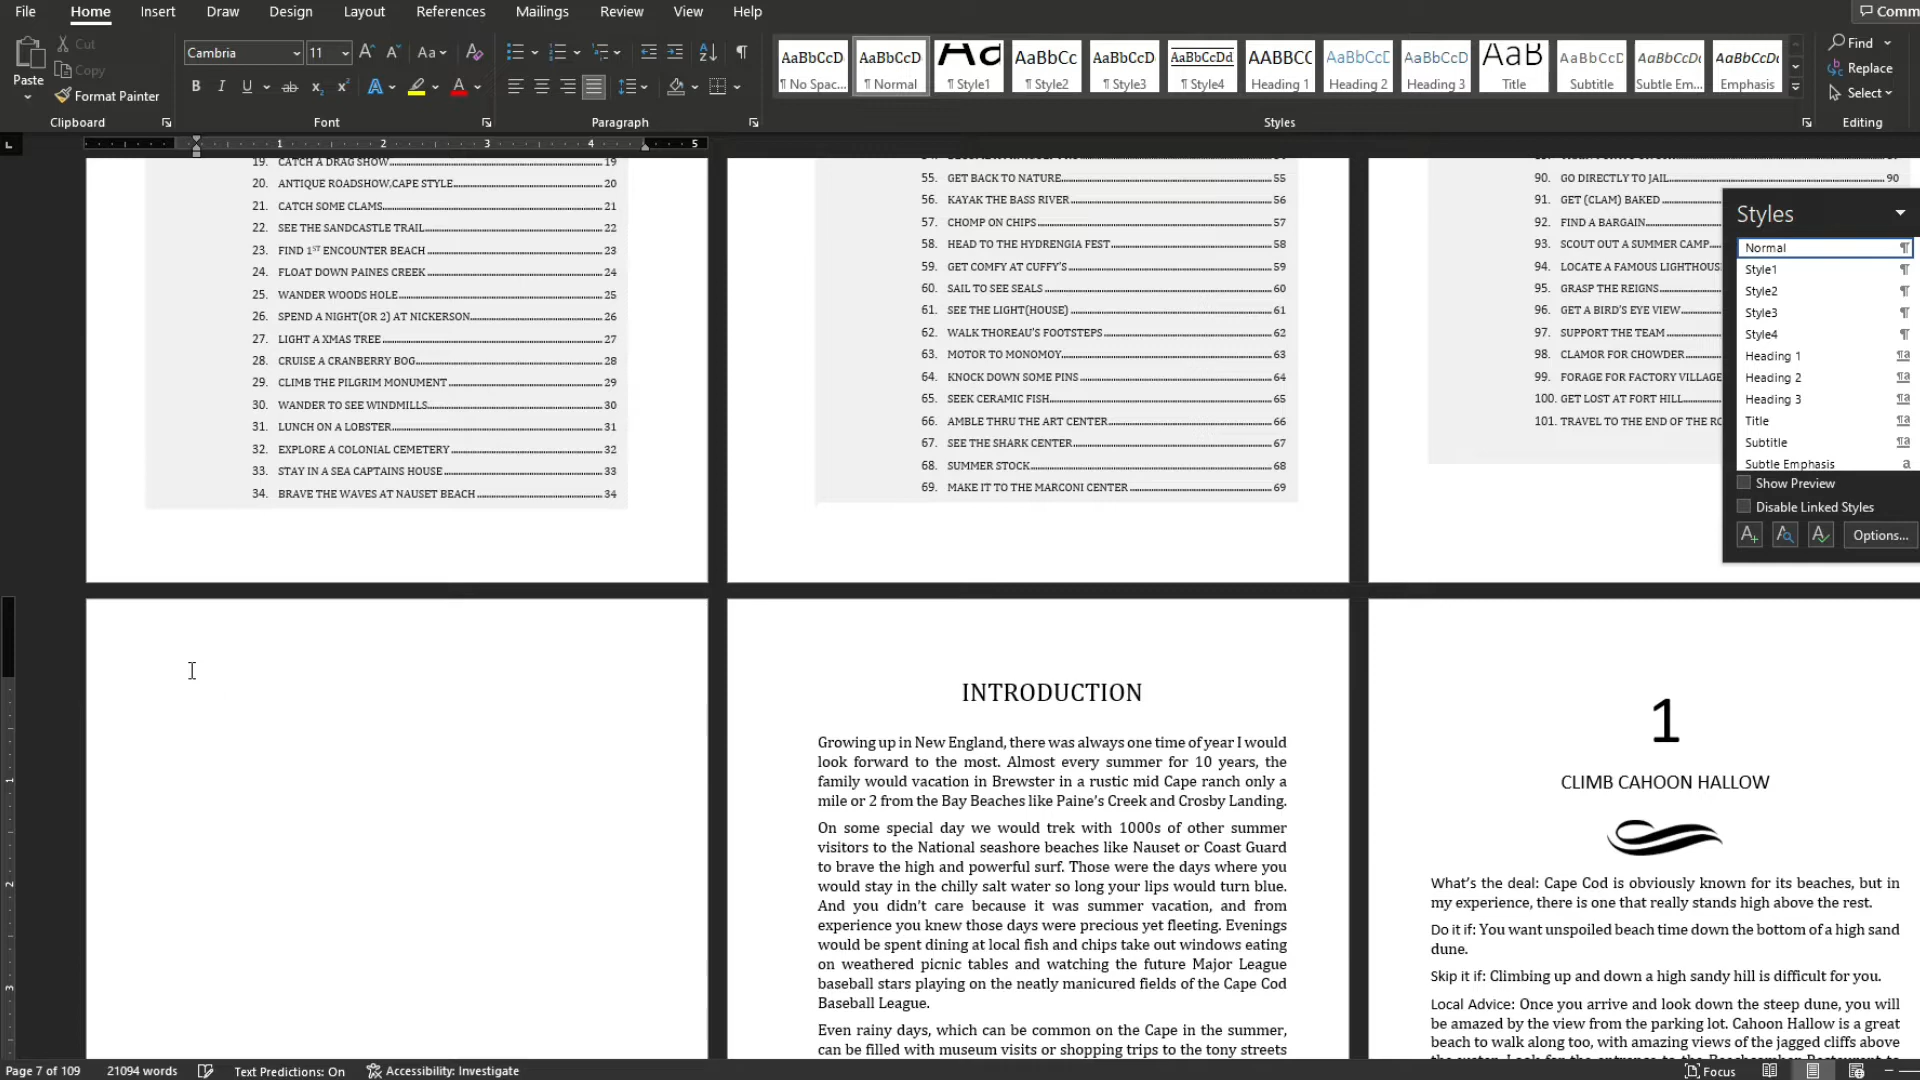 File Home Insert Draw Design Layout References Mailings Review View Help Comm
Paste Cut Copy Format Painter
Cambria 11
AaBbCcD ¶ No Spac...
AaBbCcD ¶ Normal
¶ Style1
AaBbCc ¶ Style2
AaBbCcD ¶ Style3
AaBbCcDd ¶ Style4
AABBCC Heading 1
AaBbCcD Heading 2
AaBbCcD Heading 3
AaB Title
AaBbCcD Subtitle
AaBbCcDd Subtle Em...
AaBbCcDd Emphasis
Find
Replace
Select
Clipboard Font Paragraph Styles Editing
1 2 3 4 5
19. CATCH A DRAG SHOW 19
20. ANTIQUE ROADSHOW,CAPE STYLE 20
21. CATCH SOME CLAMS 21
22. SEE THE SANDCASTLE TRAIL 22
23. FIND 1ST ENCOUNTER BEACH 23
24. FLOAT DOWN PAINES CREEK 24
25. WANDER WOODS HOLE 25
26. SPEND A NIGHT(OR 2) AT NICKERSON 26
27. LIGHT A XMAS TREE 27
28. CRUISE A CRANBERRY BOG 28
29. CLIMB THE PILGRIM MONUMENT 29
30. WANDER TO SEE WINDMILLS 30
31. LUNCH ON A LOBSTER 31
32. EXPLORE A COLONIAL CEMETERY 32
33. STAY IN A SEA CAPTAINS HOUSE 33
34. BRAVE THE WAVES AT NAUSET BEACH 34
55. GET BACK TO NATURE 55
56. KAYAK THE BASS RIVER 56
57. CHOMP ON CHIPS 57
58. HEAD TO THE HYDRENGIA FEST 58
59. GET COMFY AT CUFFY'S 59
60. SAIL TO SEE SEALS 60
61. SEE THE LIGHT(HOUSE) 61
62. WALK THOREAU'S FOOTSTEPS 62
63. MOTOR TO MONOMOY 63
64. KNOCK DOWN SOME PINS 64
65. SEEK CERAMIC FISH 65
66. AMBLE THRU THE ART CENTER 66
67. SEE THE SHARK CENTER 67
68. SUMMER STOCK 68
69. MAKE IT TO THE MARCONI CENTER 69
90. GO DIRECTLY TO JAIL 90
91. GET (CLAM) BAKED
92. FIND A BARGAIN
93. SCOUT OUT A SUMMER CAMP
94. LOCATE A FAMOUS LIGHTHOUS
95. GRASP THE REIGNS
96. GET A BIRD'S EYE VIEW
97. SUPPORT THE TEAM
98. CLAMOR FOR CHOWDER
99. FORAGE FOR FACTORY VILLAGE
100. GET LOST AT FORT HILL
101. TRAVEL TO THE END OF THE RO
Styles
Normal
Style1
Style2
Style3
Style4
Heading 1
Heading 2
Heading 3
Title
Subtitle
Subtle Emphasis
Show Preview
Disable Linked Styles
Options...
INTRODUCTION
Growing up in New England, there was always one time of year I would
look forward to the most. Almost every summer for 10 years, the
family would vacation in Brewster in a rustic mid Cape ranch only a
mile or 2 from the Bay Beaches like Paine's Creek and Crosby Landing.
On some special day we would trek with 1000s of other summer
visitors to the National seashore beaches like Nauset or Coast Guard
to brave the high and powerful surf. Those were the days where you
would stay in the chilly salt water so long your lips would turn blue.
And you didn't care because it was summer vacation, and from
experience you knew those days were precious yet fleeting. Evenings
would be spent dining at local fish and chips take out windows eating
on weathered picnic tables and watching the future Major League
baseball stars playing on the neatly manicured fields of the Cape Cod
Baseball League.
Even rainy days, which can be common on the Cape in the summer,
can be filled with museum visits or shopping trips to the tony streets
1
CLIMB CAHOON HALLOW
What's the deal: Cape Cod is obviously known for its beaches, but in
my experience, there is one that really stands high above the rest.
Do it if: You want unspoiled beach time down the bottom of a high sand
dune.
Skip it if: Climbing up and down a high sandy hill is difficult for you.
Local Advice: Once you arrive and look down the steep dune, you will
be amazed by the view from the parking lot. Cahoon Hallow is a great
beach to walk along too, with amazing views of the jagged cliffs above
1
2
3
Page 7 of 109 21094 words Text Predictions: On Accessibility: Investigate Focus